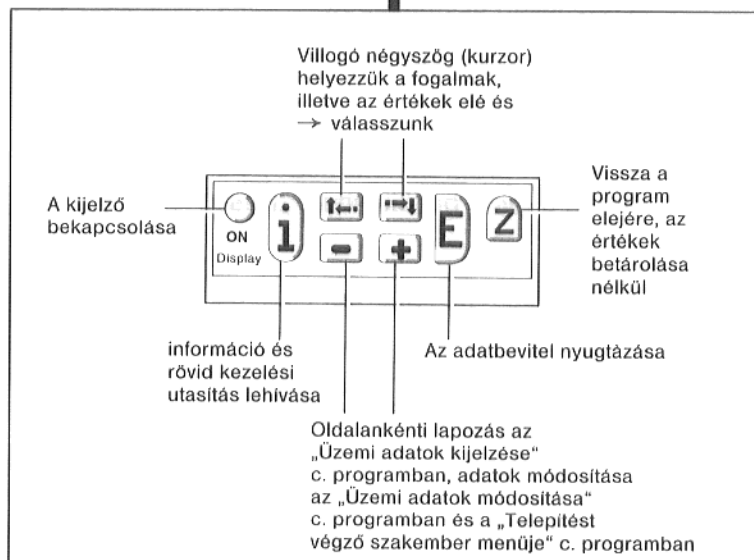 Villogó négyszög (kurzor)
helyezzük a fogalmak,
illetve az értékek elé és
→ válasszunk
A kijelző
bekapcsolása
ON
Display
i
E
Z
Vissza a
program
elejére, az
értékek
betárolása
nélkül
információ és
rövid kezelési
utasítás lehívása
Az adatbevitel nyugtàzása
Oldalankénti lapozás az
„Üzemi adatok kijelzése“
c. programban, adatok módosítása
az „Üzemi adatok módosítása“
c. programban és a „Telepítést
végző szakember menüje“ c. programban